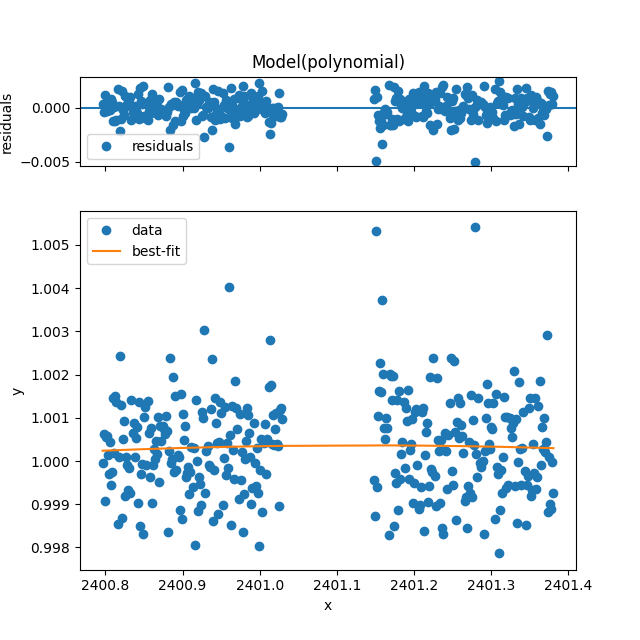 Model(polynomial)
residuals
0.000
−0.005
residuals
data
best-fit
y
1.005
1.004
1.003
1.002
1.001
1.000
0.999
0.998
2400.8 2400.9 2401.0 2401.1 2401.2 2401.3 2401.4
x